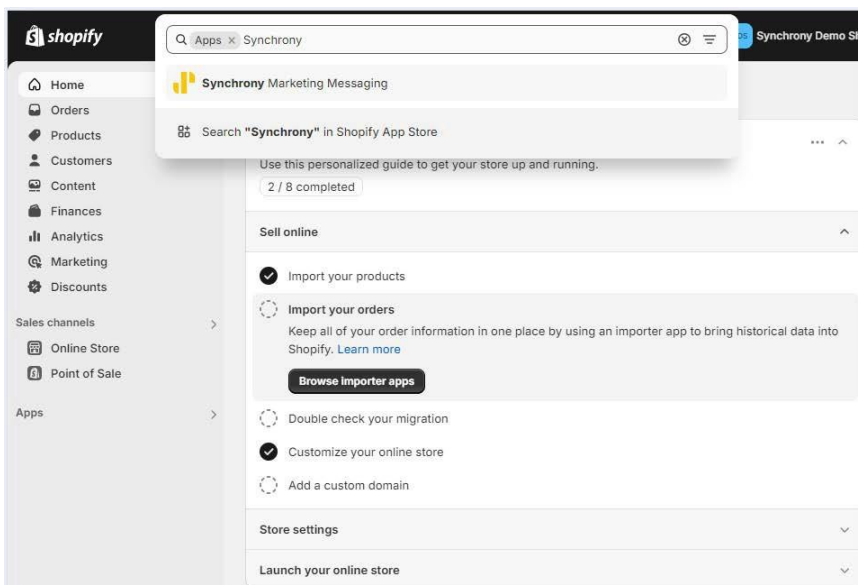 shopify
Apps × Synchrony
Synchrony Demo
Synchrony Marketing Messaging
Search "Synchrony" in Shopify App Store
Home
Orders
Products
Customers
Content
Finances
Analytics
Marketing
Discounts
Sales channels
Online Store
Point of Sale
Apps
Use this personalized guide to get your store up and running.
2 / 8 completed
Sell online
Import your products
Import your orders
Keep all of your order information in one place by using an importer app to bring historical data into
Shopify. Learn more
Browse importer apps
Double check your migration
Customize your online store
Add a custom domain
Store settings
Launch your online store